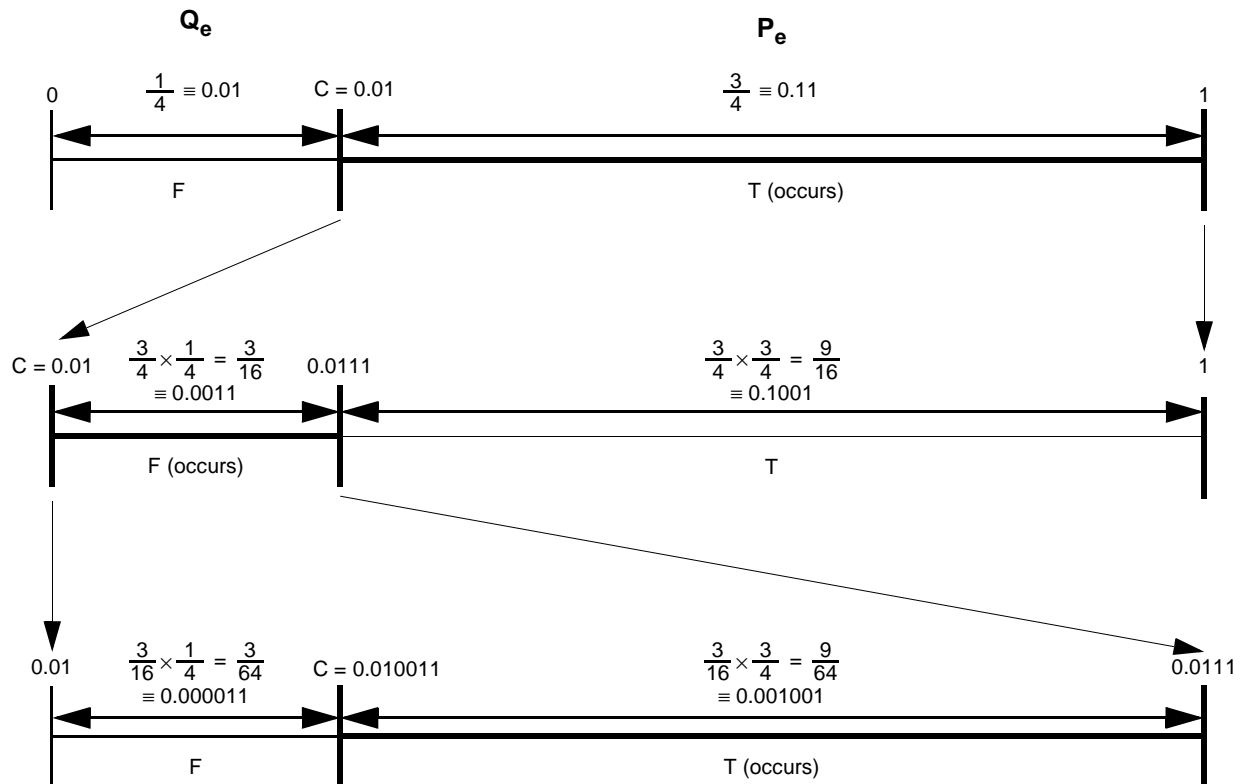 Qe Pe
1/4 ≡ 0.01 3/4 ≡ 0.11
0 C = 0.01 1
F T (occurs)
3/4 × 1/4 = 3/16 3/4 × 3/4 = 9/16
C = 0.01 0.0111 1
≡ 0.0011 ≡ 0.1001
F (occurs) T
3/16 × 1/4 = 3/64 3/16 × 3/4 = 9/64
0.01 C = 0.010011 0.0111
≡ 0.000011 ≡ 0.001001
F T (occurs)